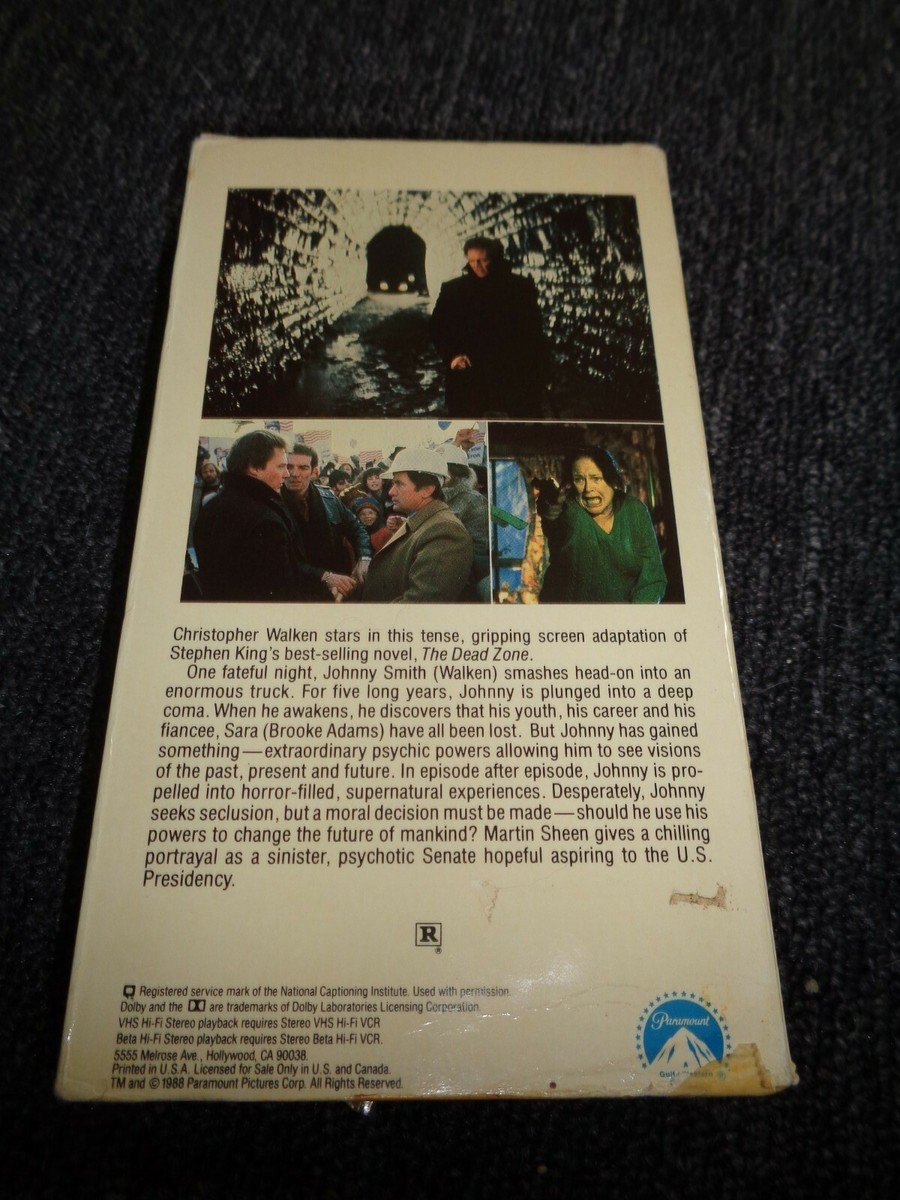 Christopher Walken stars in this tense, gripping screen adaptation of
Stephen King's best-selling novel, The Dead Zone.
One fateful night, Johnny Smith (Walken) smashes head-on into an
enormous truck. For five long years, Johnny is plunged into a deep
coma. When he awakens, he discovers that his youth, his career and his
fiancee, Sara (Brooke Adams) have all been lost. But Johnny has gained
something—extraordinary psychic powers allowing him to see visions
of the past, present and future. In episode after episode, Johnny is pro-
pelled into horror-filled, supernatural experiences. Desperately, Johnny
seeks seclusion, but a moral decision must be made—should he use his
powers to change the future of mankind? Martin Sheen gives a chilling
portrayal as a sinister, psychotic Senate hopeful aspiring to the U.S.
Presidency.
R
®
Registered service mark of the National Captioning Institute. Used with permission.
Dolby and the are trademarks of Dolby Laboratories Licensing Corporation.
VHS Hi-Fi Stereo playback requires Stereo VHS Hi-Fi VCR
Beta Hi-Fi Stereo playback requires Stereo Beta Hi-Fi VCR.
5555 Melrose Ave., Hollywood, CA 90038.
Printed in U.S.A. Licensed for Sale Only in U.S. and Canada.
TM and © 1988 Paramount Pictures Corp. All Rights Reserved.
Paramount
A
Gulf